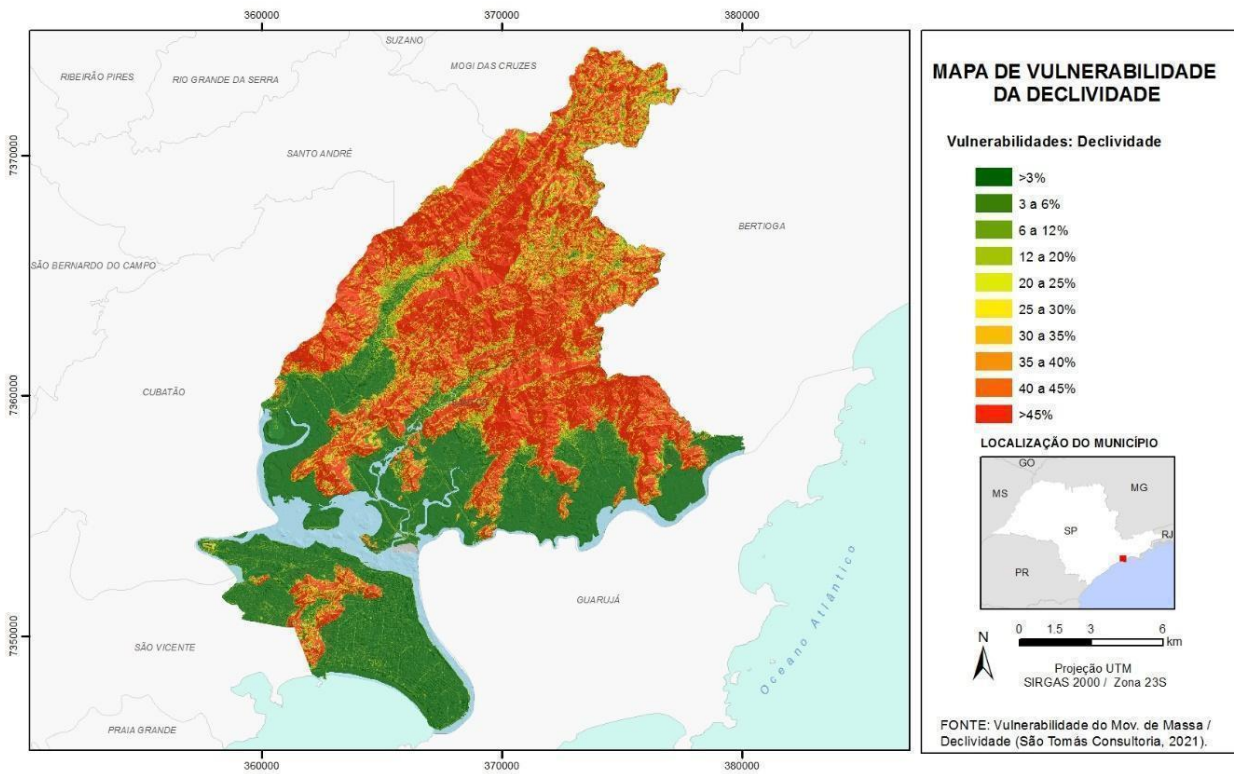 360000
370000
380000
SUZANO
MOGI DAS CRUZES
RIBEIRÃO PIRES
RIO GRANDE DA SERRA
7370000
SANTO ANDRÉ
BERTIOGA
SÃO BERNARDO DO CAMPO
CUBATÃO
7360000
GUARUJÁ
Oceano Atlântico
SÃO VICENTE
7350000
PRAIA GRANDE
360000
370000
380000
MAPA DE VULNERABILIDADE
DA DECLIVIDADE
Vulnerabilidades: Declividade
>3%
3 a 6%
6 a 12%
12 a 20%
20 a 25%
25 a 30%
30 a 35%
35 a 40%
40 a 45%
>45%
LOCALIZAÇÃO DO MUNICÍPIO
GO
MS
MG
SP
RJ
PR
N
0 1.5 3 6
km
Projeção UTM
SIRGAS 2000 / Zona 23S
FONTE: Vulnerabilidade do Mov. de Massa /
Declividade (São Tomás Consultoria, 2021).